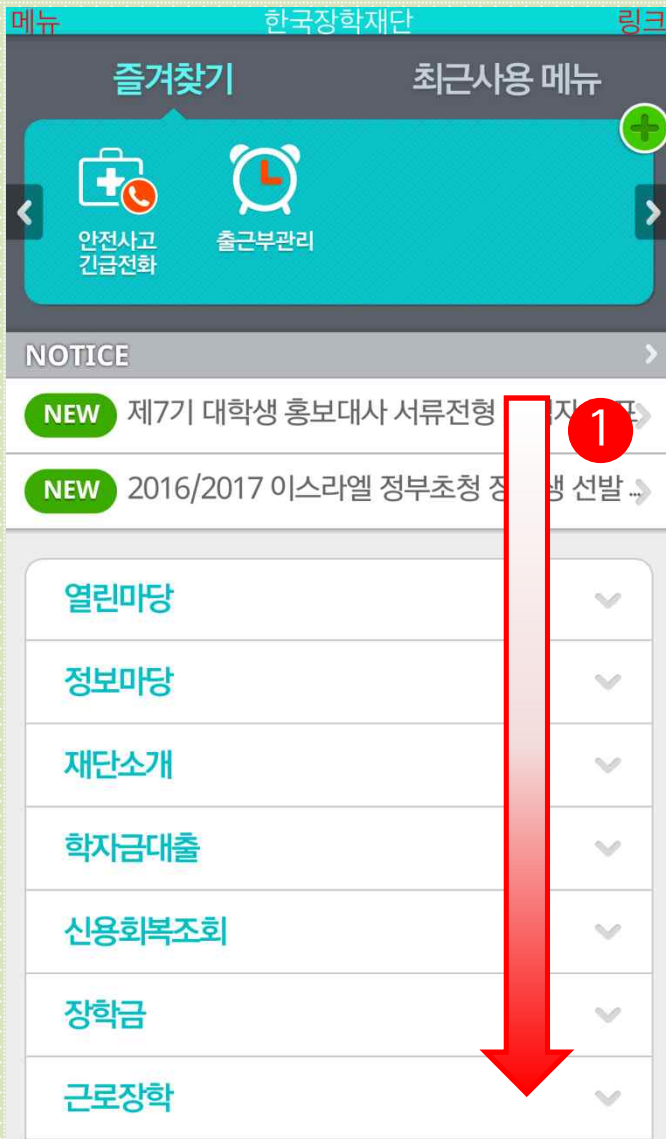 메뉴 한국장학재단 링크
즐겨찾기 최근사용 메뉴
안전사고
긴급전화
출근부관리
NOTICE
NEW 제7기 대학생 홍보대사 서류전형
1
NEW 2016/2017 이스라엘 정부초청 선발 ...
열린마당
정보마당
재단소개
학자금대출
신용회복조회
장학금
근로장학